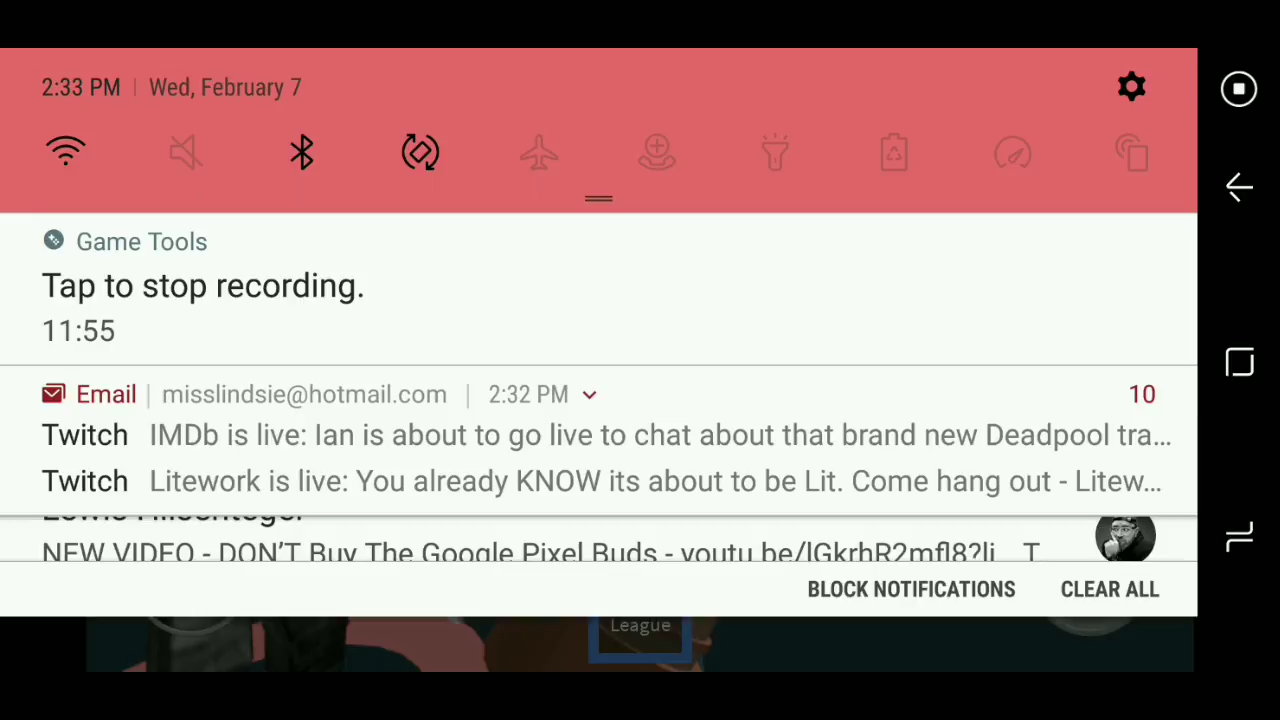 2:33 PM | Wed, February 7
Game Tools
Tap to stop recording.
11:55
Email | misslindsie@hotmail.com | 2:32 PM
10
Twitch IMDb is live: Ian is about to go live to chat about that brand new Deadpool tra...
Twitch Litework is live: You already KNOW its about to be Lit. Come hang out - Litew...
NEW VIDEO - DON'T Buy The Google Pixel Buds - youtu.be/lGkrhR2mfl8?li... T
BLOCK NOTIFICATIONS CLEAR ALL
League